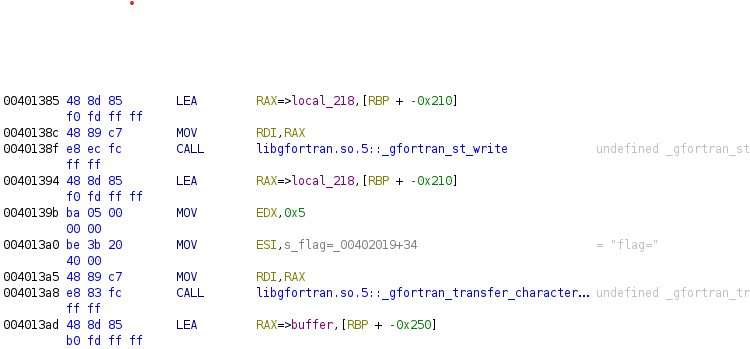 00401385 48 8d 85 LEA RAX=>local_218,[RBP + -0x210]
f0 fd ff ff
0040138c 48 89 c7 MOV RDI,RAX
0040138f e8 ec fc CALL libgfortran.so.5::_gfortran_st_write undefined _gfortran_st
ff ff
00401394 48 8d 85 LEA RAX=>local_218,[RBP + -0x210]
f0 fd ff ff
0040139b ba 05 00 MOV EDX,0x5
00 00
004013a0 be 3b 20 MOV ESI,s_flag=_00402019+34 = "flag="
40 00
004013a5 48 89 c7 MOV RDI,RAX
004013a8 e8 83 fc CALL libgfortran.so.5::_gfortran_transfer_character... undefined _gfortran_tr
ff ff
004013ad 48 8d 85 LEA RAX=>buffer,[RBP + -0x250]
b0 fd ff ff